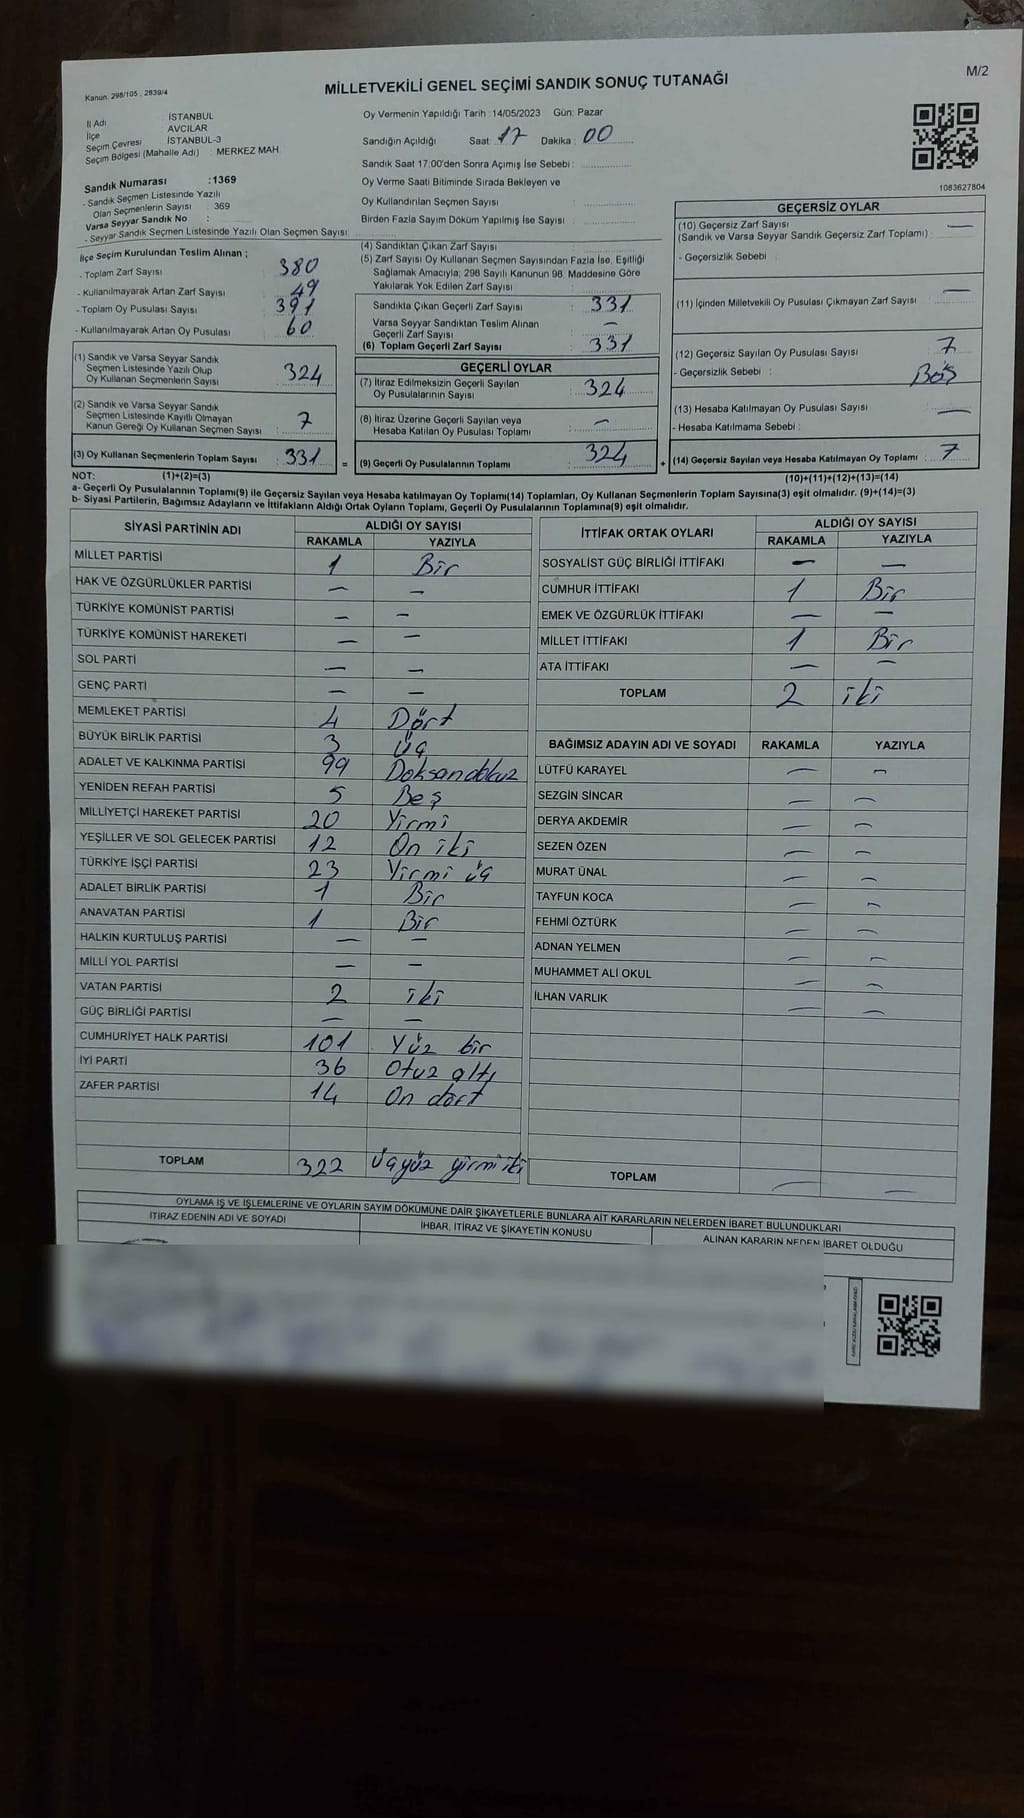 M/2
MİLLETVEKİLİ GENEL SEÇİMİ SANDIK SONUÇ TUTANAĞI
Kanun: 298/105 ; 2839/4
İl Adı : İSTANBUL
İlçe : AVCILAR
Seçim Çevresi : İSTANBUL-3
Seçim Bölgesi (Mahalle Adı) : MERKEZ MAH.
Sandık Numarası : 1369
- Sandık Seçmen Listesinde Yazılı
Olan Seçmenlerin Sayısı : 369
Varsa Seyyar Sandık No :
- Seyyar Sandık Seçmen Listesinde Yazılı Olan Seçmen Sayısı:
Oy Vermenin Yapıldığı Tarih : 14/05/2023 Gün: Pazar
Sandığın Açıldığı Saat: 17 Dakika : 00
Sandık Saat 17:00'den Sonra Açımış İse Sebebi :
Oy Verme Saati Bitiminde Sırada Bekleyen ve
Oy Kullandırılan Seçmen Sayısı :
Birden Fazla Sayım Döküm Yapılmış İse Sayısı :
1083627804
İlçe Seçim Kurulundan Teslim Alınan ;
- Toplam Zarf Sayısı : 380
- Kullanılmayarak Artan Zarf Sayısı : 49
- Toplam Oy Pusulası Sayısı : 391
- Kullanılmayarak Artan Oy Pusulası : 60
(4) Sandıktan Çıkan Zarf Sayısı :
(5) Zarf Sayısı Oy Kullanan Seçmen Sayısından Fazla İse, Eşitliği
Sağlamak Amacıyla; 298 Sayılı Kanunun 98. Maddesine Göre
Yakılarak Yok Edilen Zarf Sayısı :
Sandıkta Çıkan Geçerli Zarf Sayısı : 331
Varsa Seyyar Sandıktan Teslim Alınan
Geçerli Zarf Sayısı : —
(6) Toplam Geçerli Zarf Sayısı : 331
GEÇERSİZ OYLAR
(10) Geçersiz Zarf Sayısı —
(Sandık ve Varsa Seyyar Sandık Geçersiz Zarf Toplamı) :
- Geçersizlik Sebebi :
(11) İçinden Milletvekili Oy Pusulası Çıkmayan Zarf Sayısı : —
(12) Geçersiz Sayılan Oy Pusulası Sayısı : 7
- Geçersizlik Sebebi : Boş
(13) Hesaba Katılmayan Oy Pusulası Sayısı : —
- Hesaba Katılmama Sebebi :
(14) Geçersiz Sayılan veya Hesaba Katılmayan Oy Toplamı : 7
(1) Sandık ve Varsa Seyyar Sandık
Seçmen Listesinde Yazılı Olup
Oy Kullanan Seçmenlerin Sayısı : 324
(2) Sandık ve Varsa Seyyar Sandık
Seçmen Listesinde Kayıtlı Olmayan
Kanun Gereği Oy Kullanan Seçmen Sayısı : 7
(3) Oy Kullanan Seçmenlerin Toplam Sayısı : 331
GEÇERLİ OYLAR
(7) İtiraz Edilmeksizin Geçerli Sayılan
Oy Pusulalarının Sayısı : 324
(8) İtiraz Üzerine Geçerli Sayılan veya
Hesaba Katılan Oy Pusulası Toplamı : —
= (9) Geçerli Oy Pusulalarının Toplamı : 324 +
NOT: (1)+(2)=(3) (10)+(11)+(12)+(13)=(14)
a- Geçerli Oy Pusulalarının Toplamı(9) ile Geçersiz Sayılan veya Hesaba katılmayan Oy Toplamı(14) Toplamları, Oy Kullanan Seçmenlerin Toplam Sayısına(3) eşit olmalıdır. (9)+(14)=(3)
b- Siyasi Partilerin, Bağımsız Adayların ve İttifakların Aldığı Ortak Oyların Toplamı, Geçerli Oy Pusulalarının Toplamına(9) eşit olmalıdır.
SİYASİ PARTİNİN ADI ALDIĞI OY SAYISI
RAKAMLA YAZIYLA
MİLLET PARTİSİ 1 Bir
HAK VE ÖZGÜRLÜKLER PARTİSİ — —
TÜRKİYE KOMÜNİST PARTİSİ — —
TÜRKİYE KOMÜNİST HAREKETİ — —
SOL PARTİ — —
GENÇ PARTİ — —
MEMLEKET PARTİSİ 4 Dört
BÜYÜK BİRLİK PARTİSİ 3 Üç
ADALET VE KALKINMA PARTİSİ 99 Doksandokuz
YENİDEN REFAH PARTİSİ 5 Beş
MİLLİYETÇİ HAREKET PARTİSİ 20 Yirmi
YEŞİLLER VE SOL GELECEK PARTİSİ 12 On iki
TÜRKİYE İŞÇİ PARTİSİ 23 Yirmi üç
ADALET BİRLİK PARTİSİ 1 Bir
ANAVATAN PARTİSİ 1 Bir
HALKIN KURTULUŞ PARTİSİ — —
MİLLİ YOL PARTİSİ — —
VATAN PARTİSİ 2 iki
GÜÇ BİRLİĞİ PARTİSİ — —
CUMHURİYET HALK PARTİSİ 101 Yüz bir
İYİ PARTİ 36 Otuz altı
ZAFER PARTİSİ 14 On dört
TOPLAM 322 Üçyüz yirmi iki
İTTİFAK ORTAK OYLARI ALDIĞI OY SAYISI
RAKAMLA YAZIYLA
SOSYALİST GÜÇ BİRLİĞİ İTTİFAKI — —
CUMHUR İTTİFAKI 1 Bir
EMEK VE ÖZGÜRLÜK İTTİFAKI — —
MİLLET İTTİFAKI 1 Bir
ATA İTTİFAKI — —
TOPLAM 2 iki
BAĞIMSIZ ADAYIN ADI VE SOYADI RAKAMLA YAZIYLA
LÜTFÜ KARAYEL — —
SEZGİN SİNCAR — —
DERYA AKDEMİR — —
SEZEN ÖZEN — —
MURAT ÜNAL — —
TAYFUN KOCA — —
FEHMİ ÖZTÜRK — —
ADNAN YELMEN — —
MUHAMMET ALİ OKUL — —
İLHAN VARLIK — —
TOPLAM — —
OYLAMA İŞ VE İŞLEMLERİNE VE OYLARIN SAYIM DÖKÜMÜNE DAİR ŞİKAYETLERLE BUNLARA AİT KARARLARIN NELERDEN İBARET BULUNDUKLARI
İTİRAZ EDENİN ADI VE SOYADI İHBAR, İTİRAZ VE ŞİKAYETİN KONUSU ALINAN KARARIN NEDEN İBARET OLDUĞU